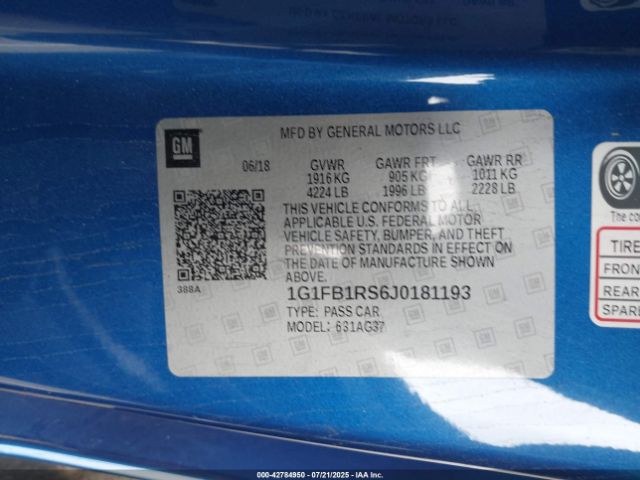 MFD BY GENERAL MOTORS LLC
GM
06/18
GVWR
1916 KG
4224 LB
GAWR FRT
905 KG
1996 LB
GAWR RR
1011 KG
2228 LB
THIS VEHICLE CONFORMS TO ALL
APPLICABLE U.S. FEDERAL MOTOR
VEHICLE SAFETY, BUMPER, AND THEFT
PREVENTION STANDARDS IN EFFECT ON
THE DATE OF MANUFACTURE SHOWN
ABOVE.
388A
1G1FB1RS6J0181193
TYPE: PASS CAR
MODEL: 631AG37
The co
TIRE
FRON
REAR
SPARE
000-42784950 - 07/21/2025 - IAA Inc.